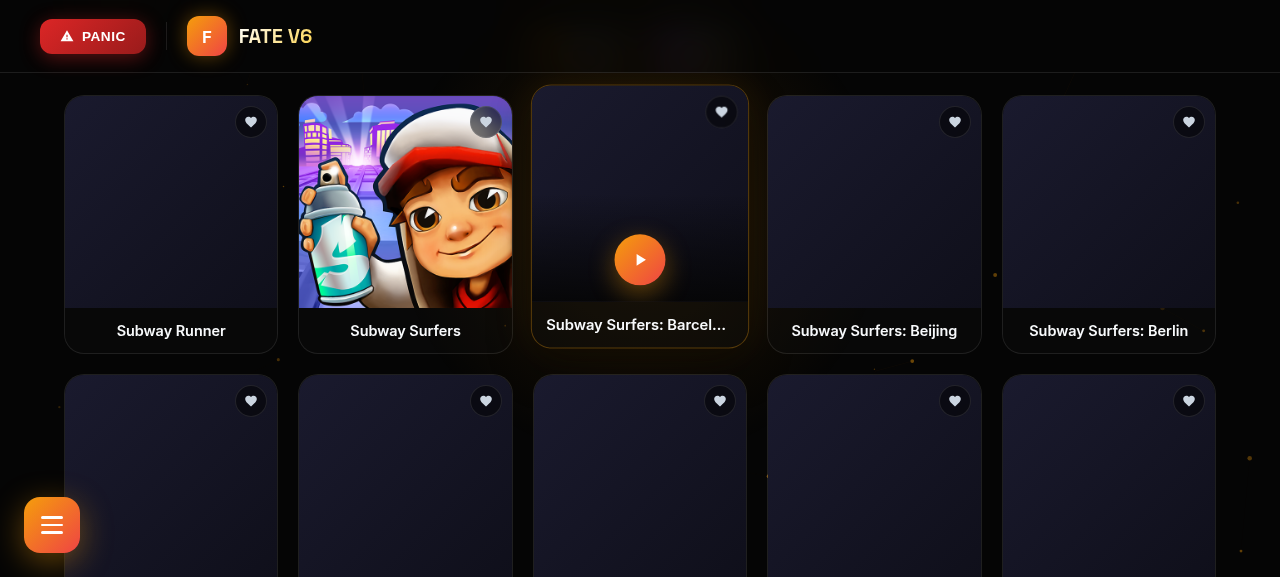 PANIC
F
FATE V6
Subway Runner
Subway Surfers
Subway Surfers: Barcel...
Subway Surfers: Beijing
Subway Surfers: Berlin